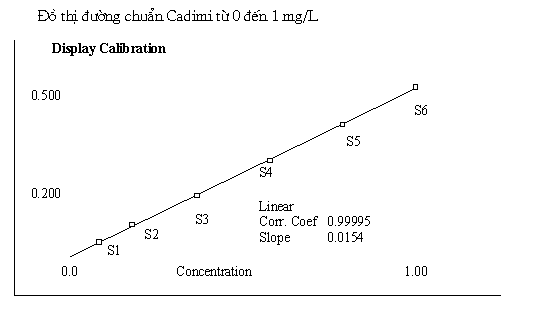 Đồ thị đường chuẩn Cadimi từ 0 đến 1 mg/L
Display Calibration
0.500
S6
S5
S4
0.200
S3
S2
S1
Linear
Corr. Coef 0.99995
Slope 0.0154
0.0 Concentration 1.00